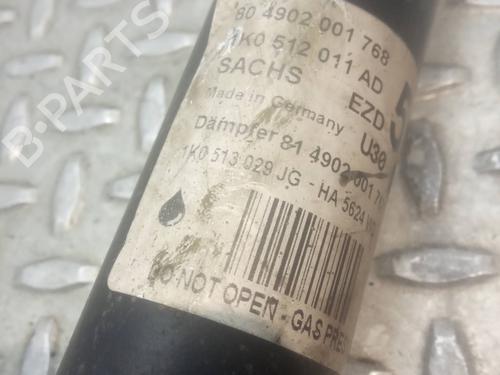 80 4902 001 768
1K0 512 011 AD
SACHS EZD
Made in Germany U30
Dämpfer 81 4902 001
1K0 513 029 JG - HA 5624
DO NOT OPEN - GAS
B-PARTS